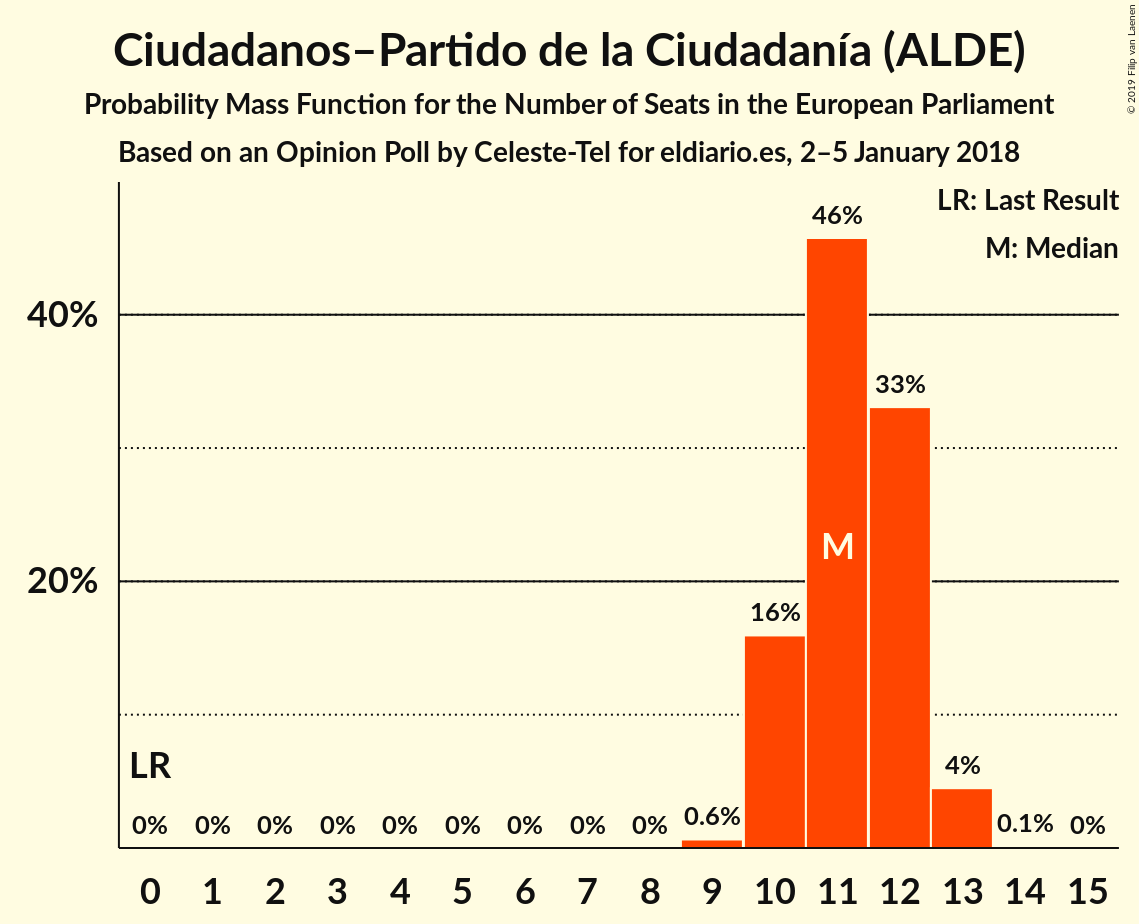 Ciudadanos–Partido de la Ciudadanía (ALDE)
Probability Mass Function for the Number of Seats in the European Parliament
Based on an Opinion Poll by Celeste-Tel for eldiario.es, 2–5 January 2018
© 2019 Filip van Laenen
LR: Last Result
M: Median
46%
40%
33%
M
20%
16%
LR
4%
0% 0% 0% 0% 0% 0% 0% 0% 0% 0.6% 0.1% 0%
0 1 2 3 4 5 6 7 8 9 10 11 12 13 14 15